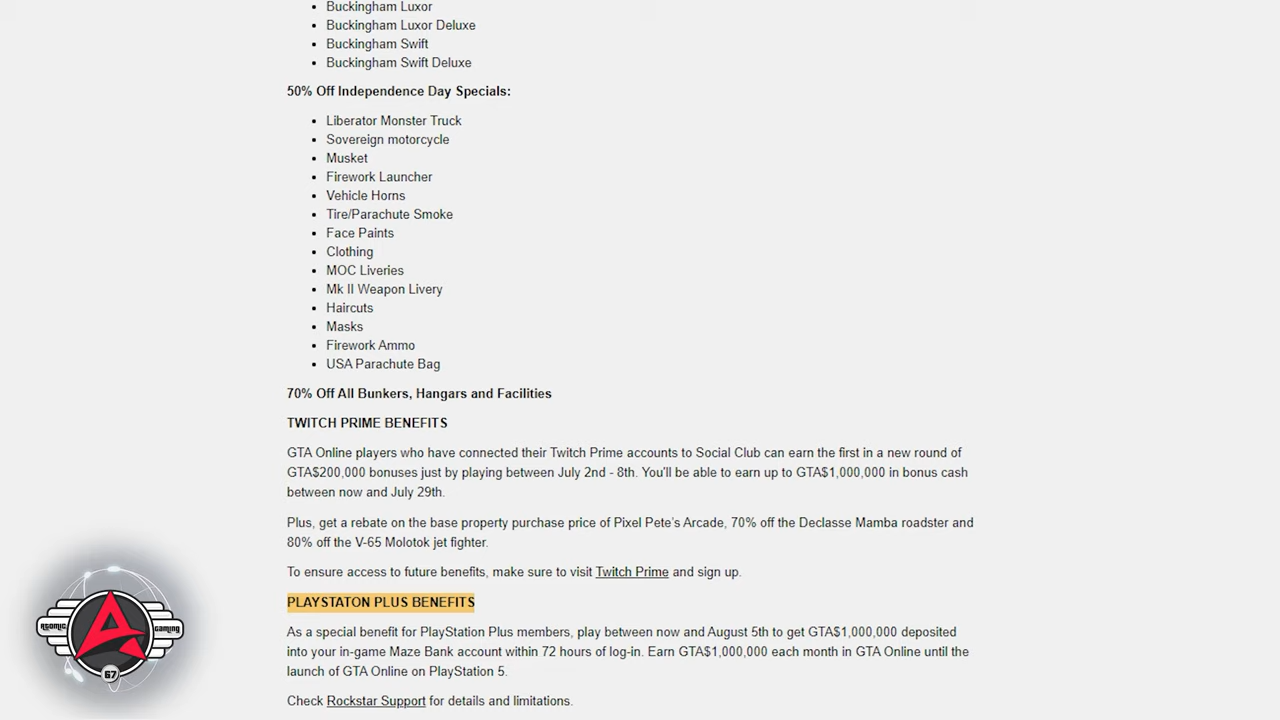 Buckingham Luxor
Buckingham Luxor Deluxe
Buckingham Swift
Buckingham Swift Deluxe
50% Off Independence Day Specials:
Liberator Monster Truck
Sovereign motorcycle
Musket
Firework Launcher
Vehicle Horns
Tire/Parachute Smoke
Face Paints
Clothing
MOC Liveries
Mk II Weapon Livery
Haircuts
Masks
Firework Ammo
USA Parachute Bag
70% Off All Bunkers, Hangars and Facilities
TWITCH PRIME BENEFITS
GTA Online players who have connected their Twitch Prime accounts to Social Club can earn the first in a new round of
GTA$200,000 bonuses just by playing between July 2nd - 8th. You'll be able to earn up to GTA$1,000,000 in bonus cash
between now and July 29th.
Plus, get a rebate on the base property purchase price of Pixel Pete's Arcade, 70% off the Declasse Mamba roadster and
80% off the V-65 Molotok jet fighter.
To ensure access to future benefits, make sure to visit Twitch Prime and sign up.
PLAYSTATON PLUS BENEFITS
As a special benefit for PlayStation Plus members, play between now and August 5th to get GTA$1,000,000 deposited
into your in-game Maze Bank account within 72 hours of log-in. Earn GTA$1,000,000 each month in GTA Online until the
launch of GTA Online on PlayStation 5.
Check Rockstar Support for details and limitations.
ATOMIC GAMING
67